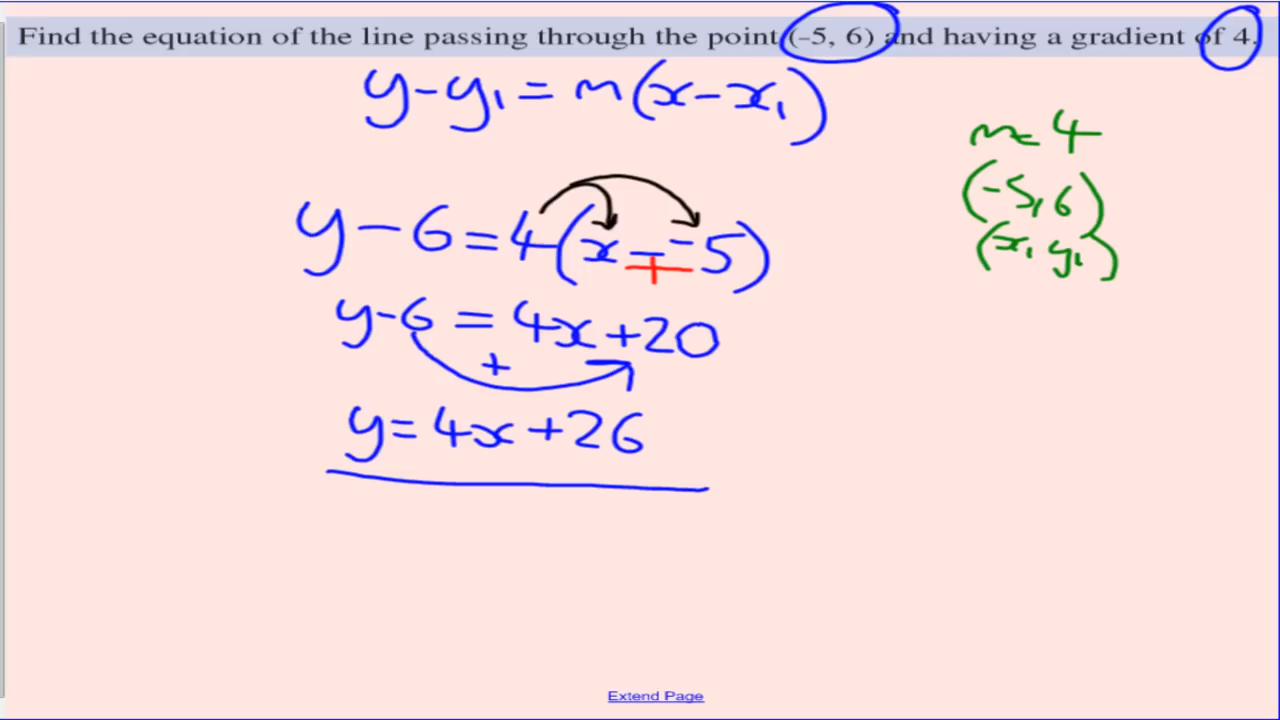 Find the equation of the line passing through the point (–5, 6) and having a gradient of 4.
y-y₁ = m(x-x₁)
m= 4
(-5, 6)
(x₁ y₁)
y-6=4(x--5)
+
y-6 = 4x+20
+
y=4x+26
Extend Page